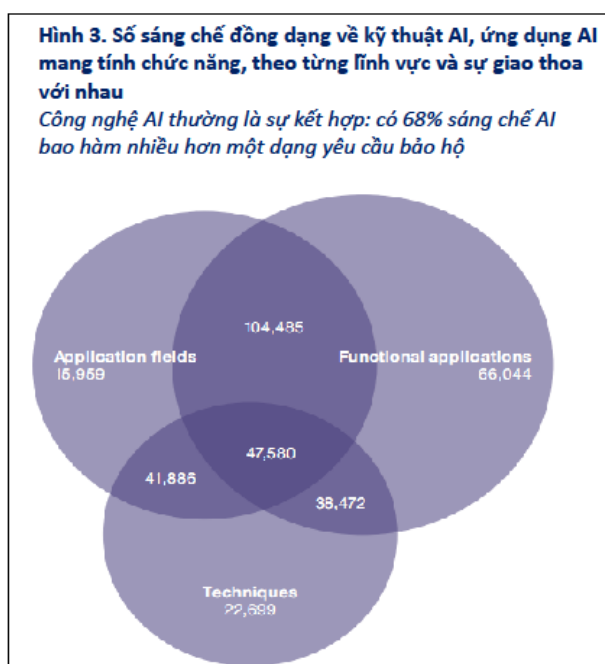 Hình 3. Số sáng chế đồng dạng về kỹ thuật AI, ứng dụng AI
mang tính chức năng, theo từng lĩnh vực và sự giao thoa
với nhau
Công nghệ AI thường là sự kết hợp: có 68% sáng chế AI
bao hàm nhiều hơn một dạng yêu cầu bảo hộ
104,485
Application fields
15,959
Functional applications
66,044
47,580
41,886
38,472
Techniques
22,699